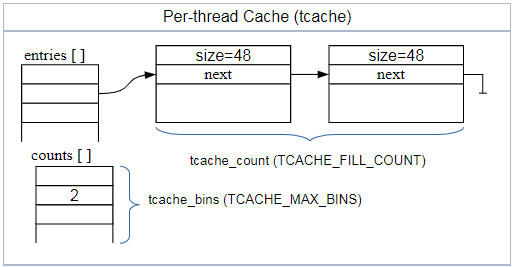 Per-thread Cache (tcache)
entries [ ]
size=48
next
size=48
next
tcache_count (TCACHE_FILL_COUNT)
counts [ ]
2
tcache_bins (TCACHE_MAX_BINS)